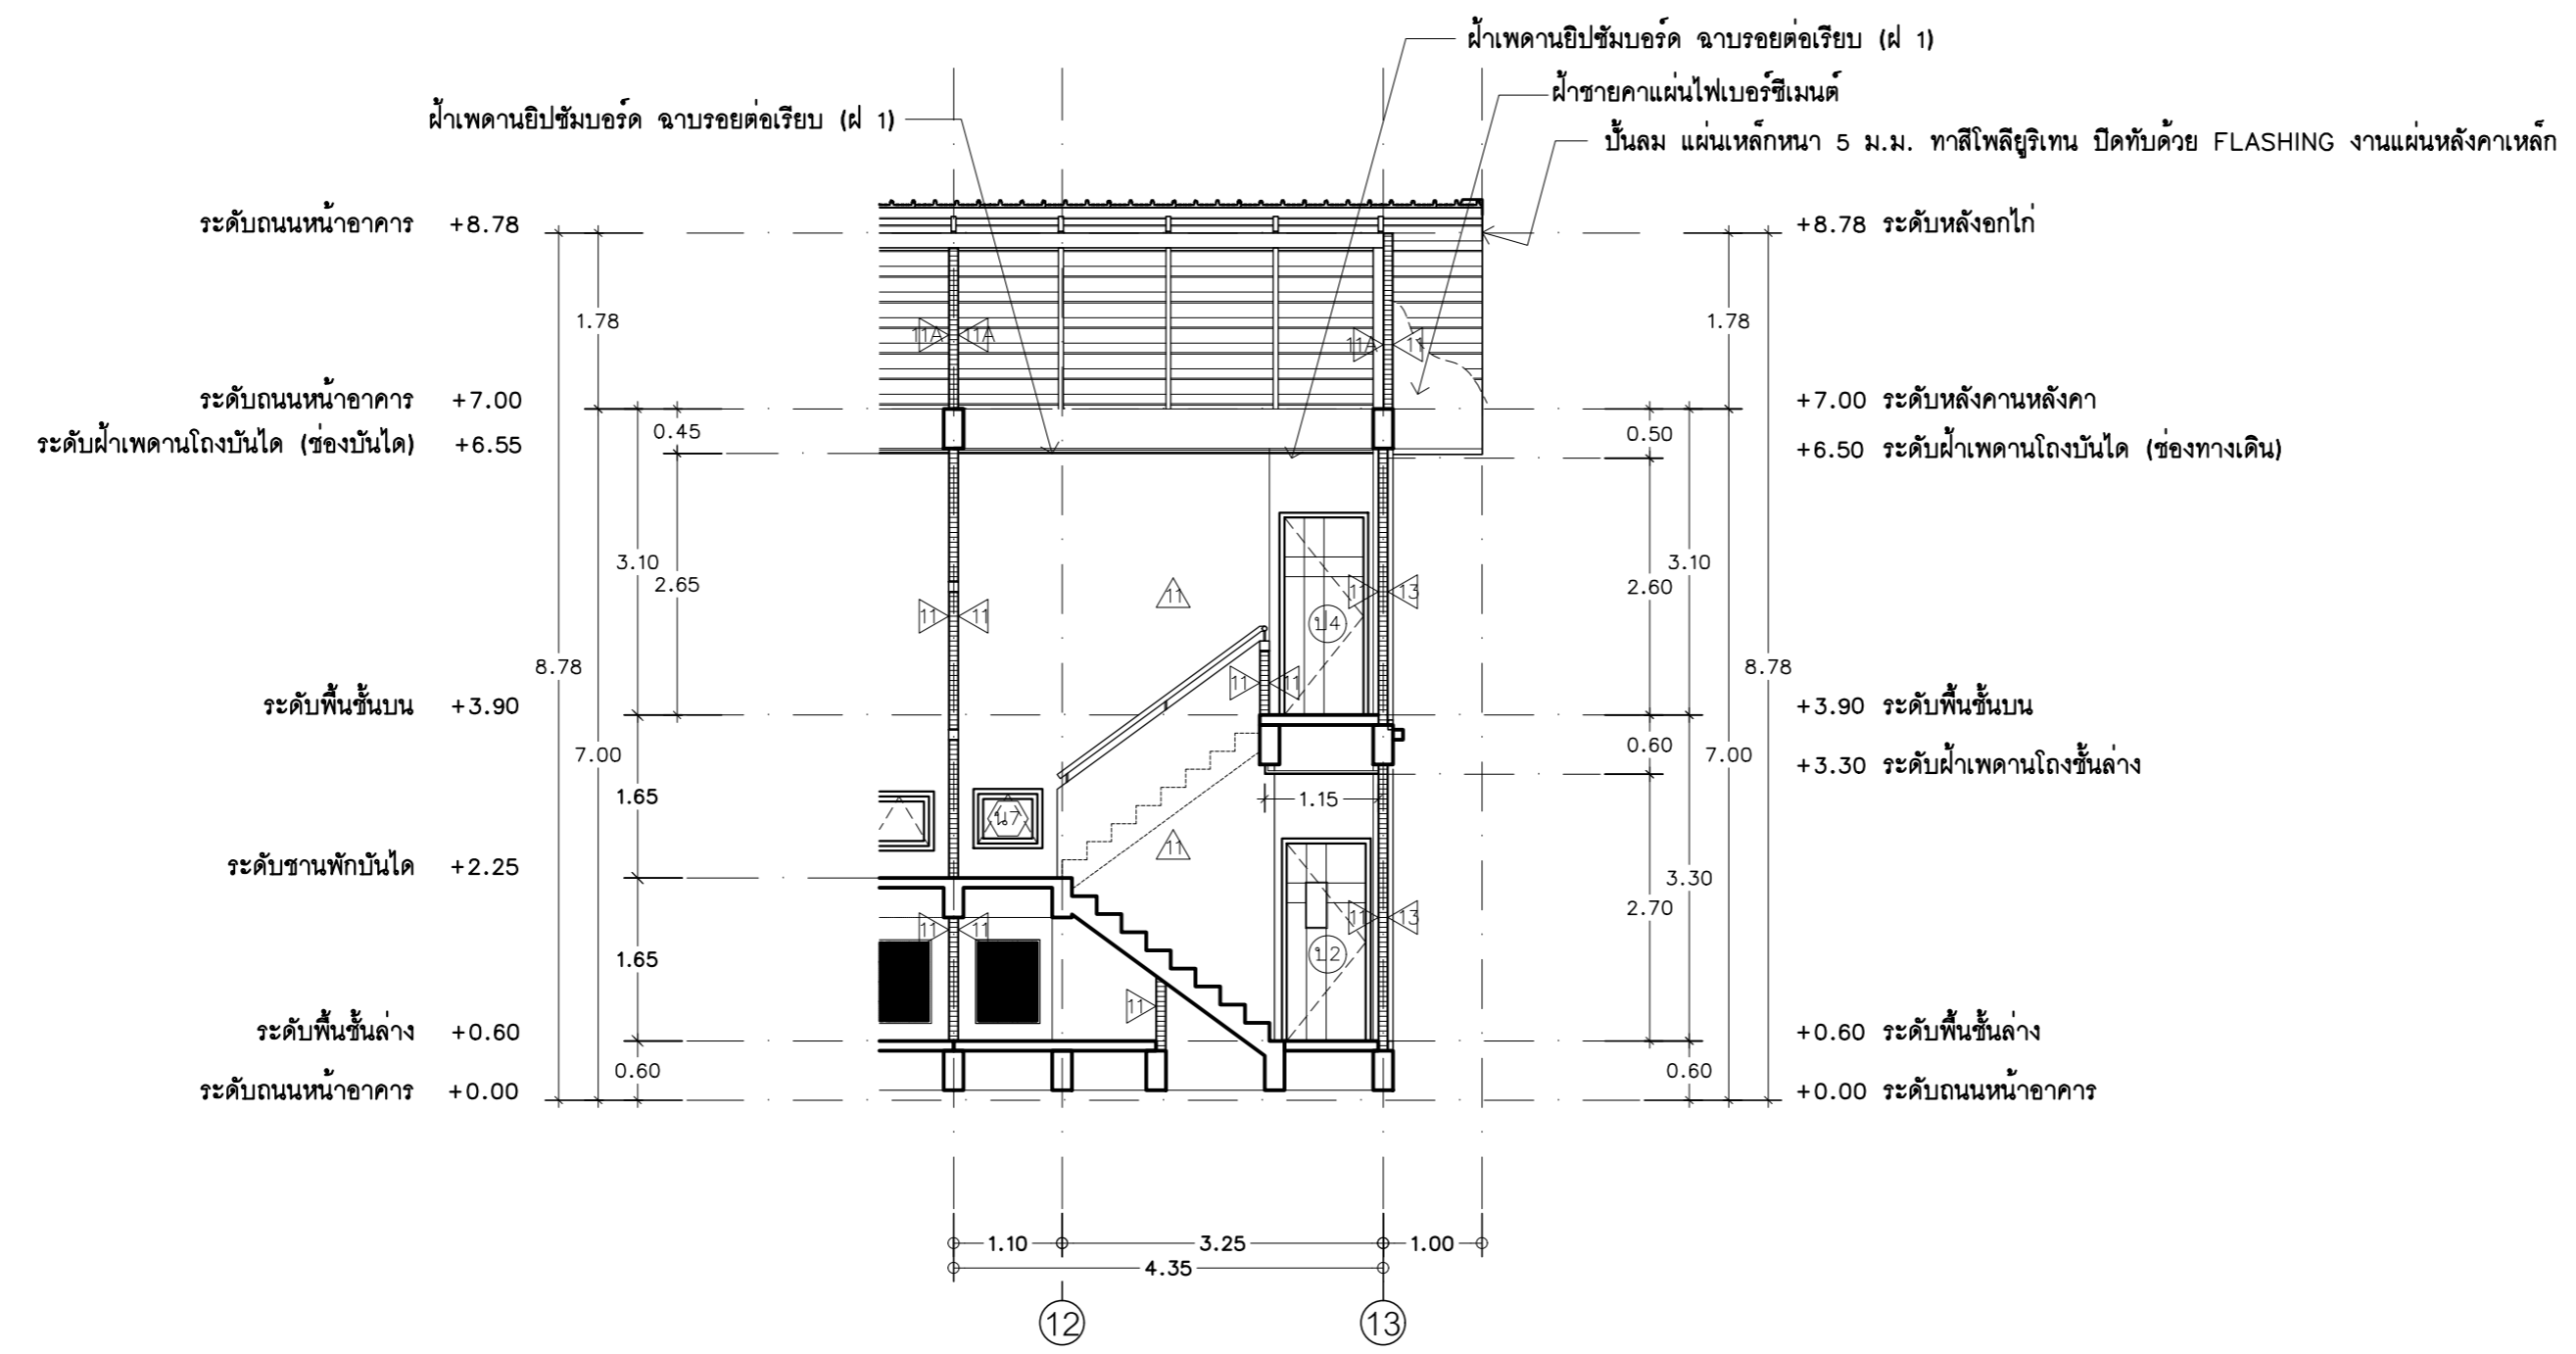 ฝ้าเพดานยิปซัมบอร์ด ฉาบรอยต่อเรียบ (ฝ 1)
ฝ้าชายคาแผ่นไฟเบอร์ซีเมนต์
ฝ้าเพดานยิปซัมบอร์ด ฉาบรอยต่อเรียบ (ฝ 1)
ปั้นลม แผ่นเหล็กหนา 5 ม.ม. ทาสีโพลียูริเทน ปิดทับด้วย FLASHING งานแผ่นหลังคาเหล็ก
ระดับถนนหน้าอาคาร +8.78
+8.78 ระดับหลังอกไก่
1.78
1.78
11A 11A
11A 11
ระดับถนนหน้าอาคาร +7.00
+7.00 ระดับหลังคานหลังคา
0.45
0.50
ระดับฝ้าเพดานโถงบันได (ช่องบันได) +6.55
+6.50 ระดับฝ้าเพดานโถงบันได (ช่องทางเดิน)
3.10
2.65
3.10
2.60
11
11 13
11 11
ป4
8.78
8.78
11 11
ระดับพื้นชั้นบน +3.90
+3.90 ระดับพื้นชั้นบน
7.00
0.60
7.00
+3.30 ระดับฝ้าเพดานโถงชั้นล่าง
1.65
1.15
น7
11
ระดับชานพักบันได +2.25
3.30
2.70
11 13
11 11
ป2
1.65
11
ระดับพื้นชั้นล่าง +0.60
+0.60 ระดับพื้นชั้นล่าง
0.60
0.60
ระดับถนนหน้าอาคาร +0.00
+0.00 ระดับถนนหน้าอาคาร
1.10 3.25 1.00
4.35
12 13